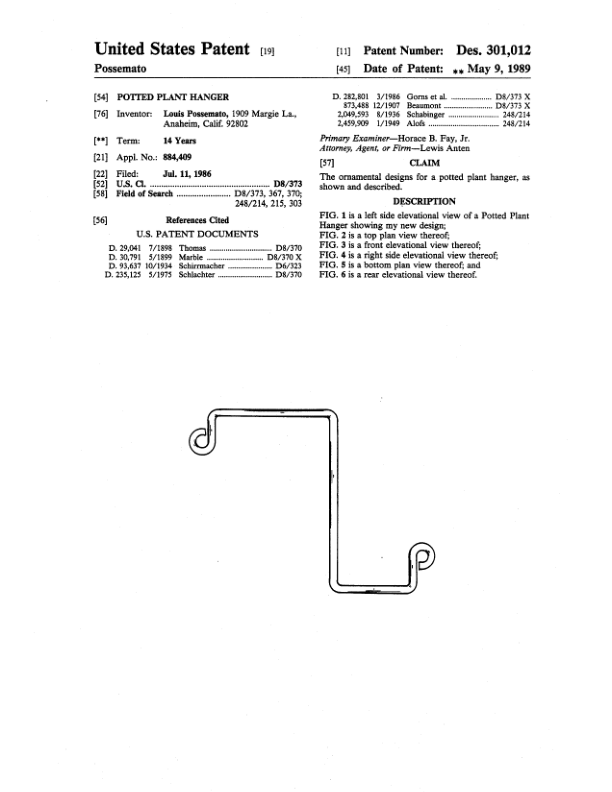 United States Patent [19]
Possemato
[11] Patent Number: Des. 301,012
[45] Date of Patent: ** May 9, 1989
[54] POTTED PLANT HANGER
[76] Inventor: Louis Possemato, 1909 Margie La.,
Anaheim, Calif. 92802
[**] Term: 14 Years
[21] Appl. No.: 884,409
[22] Filed: Jul. 11, 1986
[52] U.S. Cl. .................................................. D8/373
[58] Field of Search ...................... D8/373, 367, 370;
248/214, 215, 303
[56] References Cited
U.S. PATENT DOCUMENTS
D. 29,041 7/1898 Thomas .............................. D8/370
D. 30,791 5/1899 Marble ........................... D8/370 X
D. 93,637 10/1934 Schirrmacher ..................... D6/323
D. 235,125 5/1975 Schlachter .......................... D8/370
D. 282,801 3/1986 Gorns et al. ................... D8/373 X
873,488 12/1907 Beaumont ....................... D8/373 X
2,049,593 8/1936 Schabinger ........................ 248/214
2,459,909 1/1949 Alofs ................................. 248/214
Primary Examiner—Horace B. Fay, Jr.
Attorney, Agent, or Firm—Lewis Anten
[57] CLAIM
The ornamental designs for a potted plant hanger, as
shown and described.
DESCRIPTION
FIG. 1 is a left side elevational view of a Potted Plant
Hanger showing my new design;
FIG. 2 is a top plan view thereof;
FIG. 3 is a front elevational view thereof;
FIG. 4 is a right side elevational view thereof;
FIG. 5 is a bottom plan view thereof; and
FIG. 6 is a rear elevational view thereof.